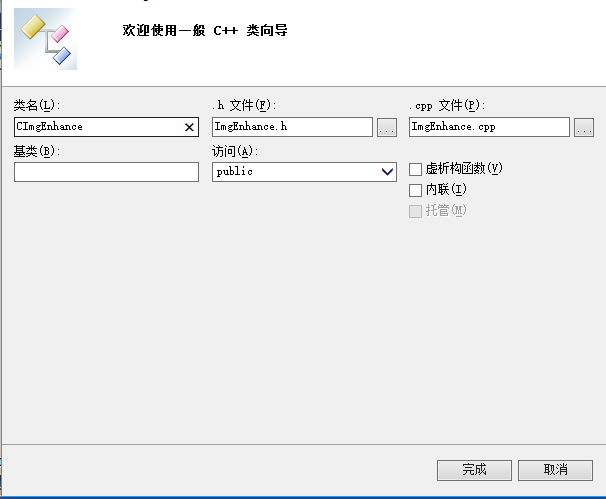 欢迎使用一般 C++ 类向导
类名(L): .h 文件(F): .cpp 文件(P):
CImgEnhance ImgEnhance.h ... ImgEnhance.cpp ...
基类(B): 访问(A):
public 虚析构函数(V)
内联(I)
托管(M)
完成 取消